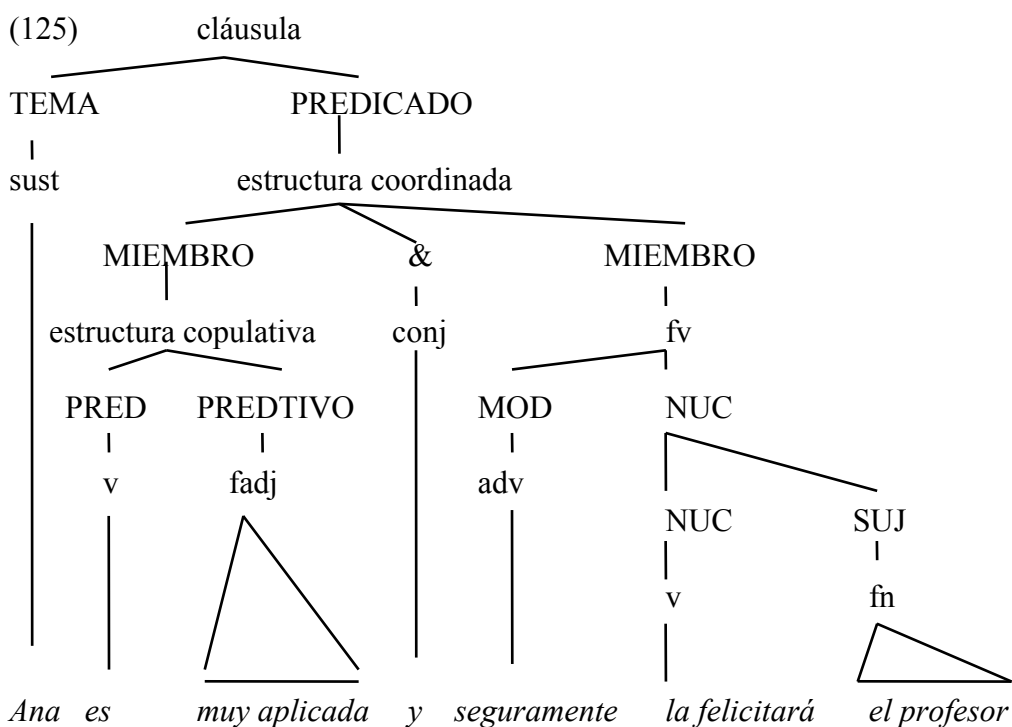 (125) cláusula
TEMA PREDICADO
sust estructura coordinada
MIEMBRO & MIEMBRO
estructura copulativa conj fv
PRED PREDTIVO MOD NUC
v fadj adv
NUC SUJ
v fn
Ana es muy aplicada y seguramente la felicitará el profesor